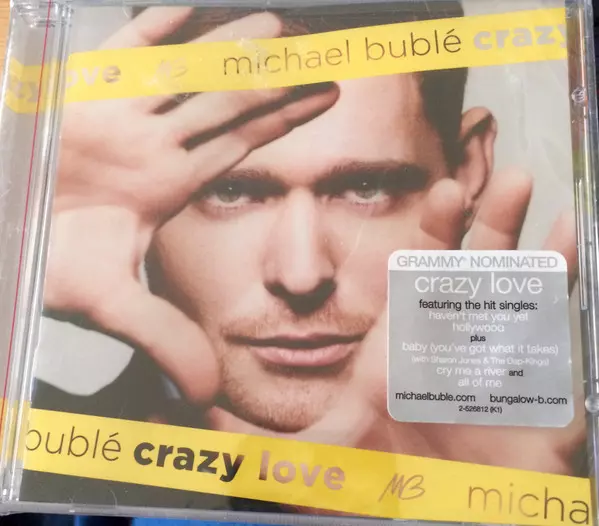 zy love MB michael bublé crazy
GRAMMY® NOMINATED
crazy love
featuring the hit singles:
haven't met you yet
hollywood
plus
baby (you've got what it takes)
(with Sharon Jones & The Dap-Kings)
cry me a river and
all of me
michaelbuble.com bungalow-b.com
2-526812 (K1)
bublé crazy love MB micha